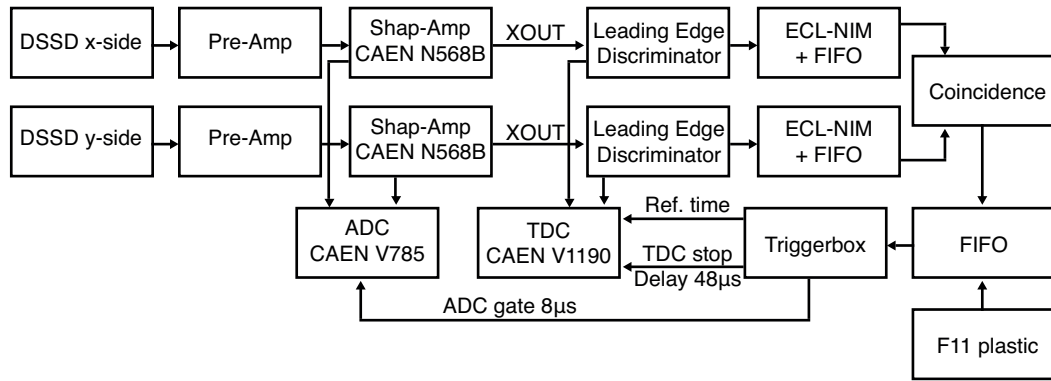 DSSD x-side
Pre-Amp
Shap-Amp
CAEN N568B
XOUT
Leading Edge
Discriminator
ECL-NIM
+ FIFO
Coincidence
DSSD y-side
Pre-Amp
Shap-Amp
CAEN N568B
XOUT
Leading Edge
Discriminator
ECL-NIM
+ FIFO
ADC
CAEN V785
TDC
CAEN V1190
Ref. time
TDC stop
Delay 48µs
Triggerbox
FIFO
ADC gate 8µs
F11 plastic